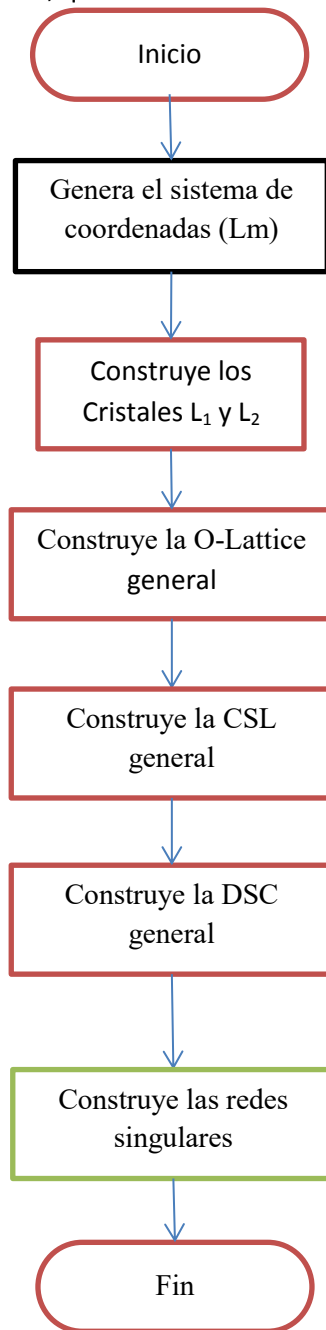 Inicio
Genera el sistema de
coordenadas (Lm)
Construye los
Cristales L₁ y L₂
Construye la O-Lattice
general
Construye la CSL
general
Construye la DSC
general
Construye las redes
singulares
Fin